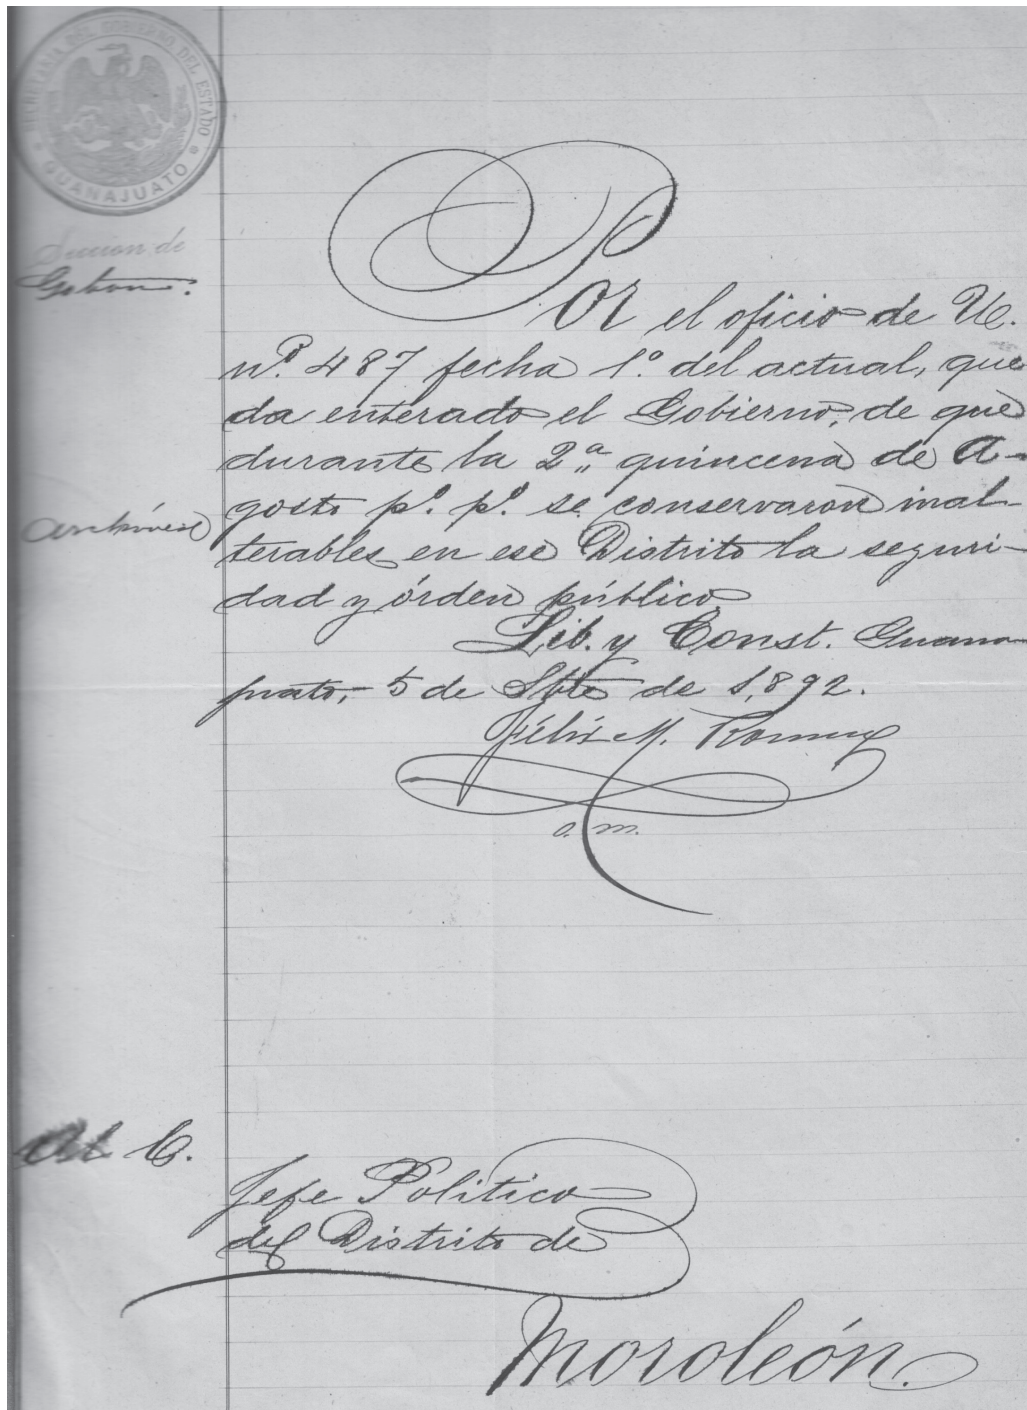 SECRETARIA DEL GOBIERNO DEL ESTADO
GUANAJUATO
Seccion de
Gobon.
Por el oficio de U.
nº. 487 fecha 1º. del actual, que
da enterado el Gobierno, de que
durante la 2ª. quincena de A-
gosto pº. pº. se conservaron inal
terables en ese Distrito la seguri-
dad y órden público
Archívese
Lib. y Const. Guana
juato,- 5 de Sbre de 1,892.
Félix M.
o. m.
Al C.
Jefe Politico
del Distrito de
Moroleón.